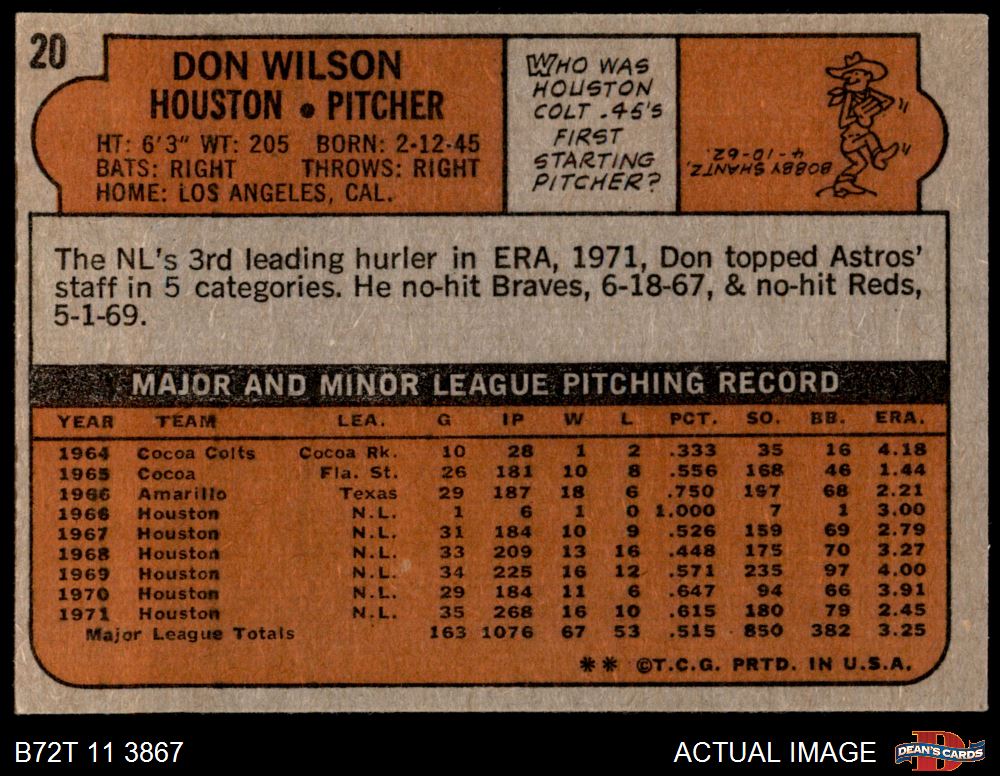 20
DON WILSON
HOUSTON • PITCHER
HT: 6'3" WT: 205 BORN: 2-12-45
BATS: RIGHT THROWS: RIGHT
HOME: LOS ANGELES, CAL.
WHO WAS
HOUSTON
COLT .45'S
FIRST
STARTING
PITCHER?
BOBBY SHANTZ,
4-10-62.
The NL's 3rd leading hurler in ERA, 1971, Don topped Astros'
staff in 5 categories. He no-hit Braves, 6-18-67, & no-hit Reds,
5-1-69.
MAJOR AND MINOR LEAGUE PITCHING RECORD
YEAR TEAM LEA. G IP W L PCT. SO. BB. ERA.
1964 Cocoa Colts Cocoa Rk. 10 28 1 2 .333 35 16 4.18
1965 Cocoa Fla. St. 26 181 10 8 .556 168 46 1.44
1966 Amarillo Texas 29 187 18 6 .750 197 68 2.21
1966 Houston N.L. 1 6 1 0 1.000 7 1 3.00
1967 Houston N.L. 31 184 10 9 .526 159 69 2.79
1968 Houston N.L. 33 209 13 16 .448 175 70 3.27
1969 Houston N.L. 34 225 16 12 .571 235 97 4.00
1970 Houston N.L. 29 184 11 6 .647 94 66 3.91
1971 Houston N.L. 35 268 16 10 .615 180 79 2.45
Major League Totals 163 1076 67 53 .515 850 382 3.25
** ©T.C.G. PRTD. IN U.S.A.
B72T 11 3867
ACTUAL IMAGE
DEAN'S CARDS